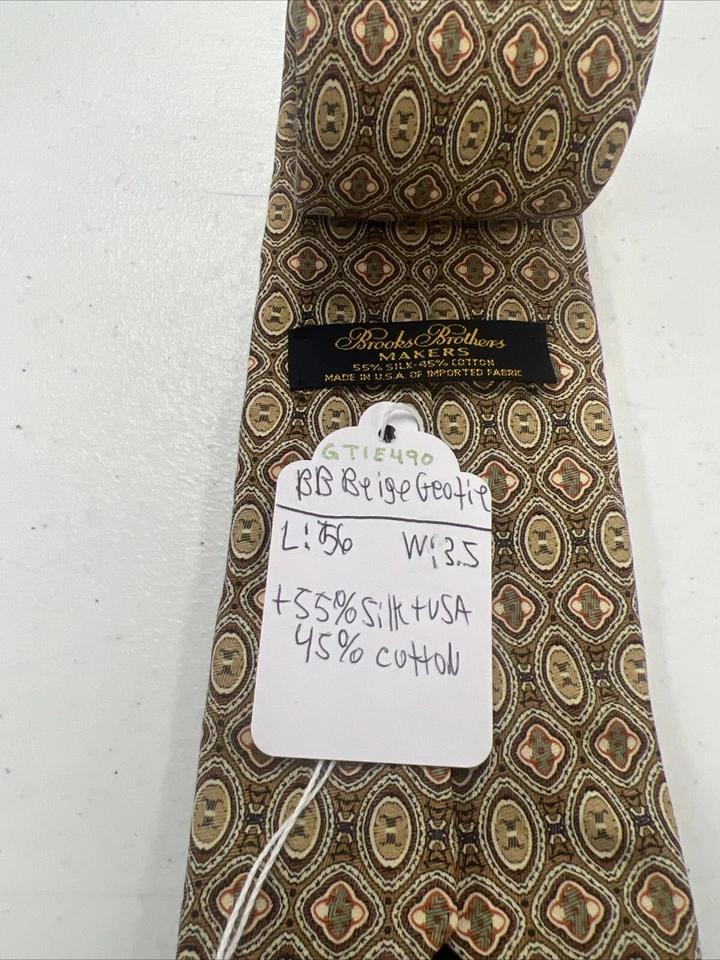 Brooks Brothers
MAKERS
55% SILK-45% COTTON
MADE IN U.S.A. OF IMPORTED FABRIC
GTIE490
BB Beige Geotie
L: 56 W: 3.5
+55% Silk + USA
45% cotton